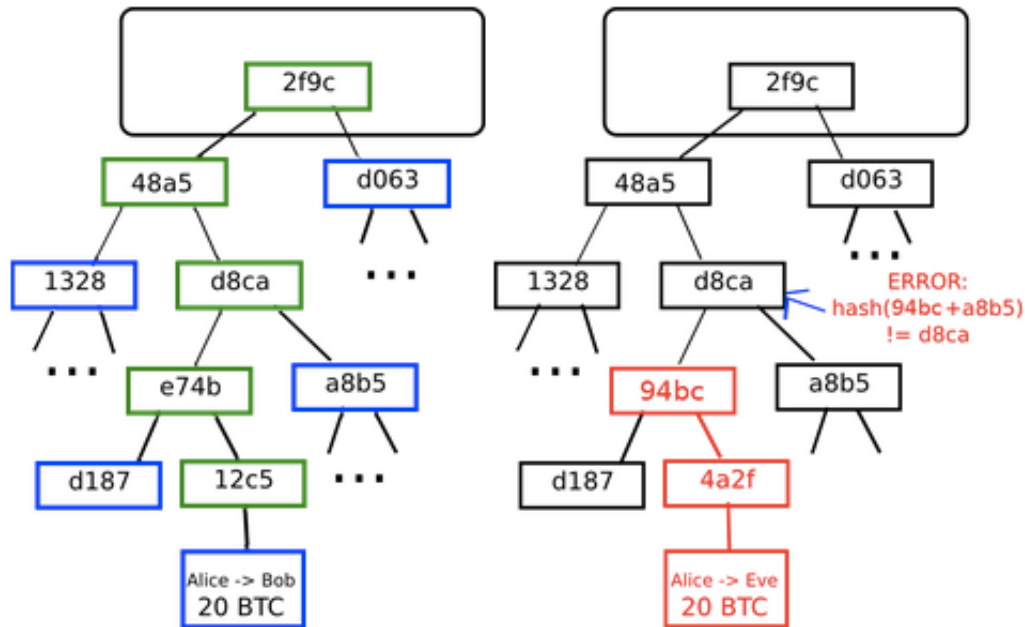 2f9c
48a5
d063
1328
d8ca
...
...
e74b
a8b5
d187
12c5
...
Alice -> Bob
20 BTC
2f9c
48a5
d063
1328
d8ca
...
ERROR:
hash(94bc+a8b5)
!= d8ca
...
94bc
a8b5
d187
4a2f
Alice -> Eve
20 BTC